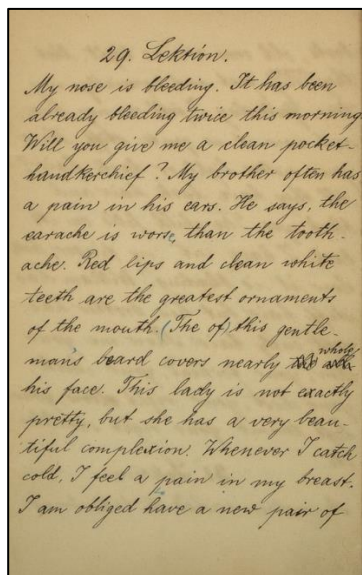 29. Lektion.
My nose is bleeding. It has been
already bleeding twice this morning
Will you give me a clean pocket-
handkerchief? My brother often has
a pain in his ears. He says, the
earache is worse, than the tooth-
ache. Red lips and clean white
teeth are the greatest ornaments
of the mouth. (The of) this gentle-
man's beard covers nearly whole
his face. This lady is not exactly
pretty, but she has a very beau-
tiful complexion. Whenever I catch
cold, I feel a pain in my breast.
I am obliged have a new pair of